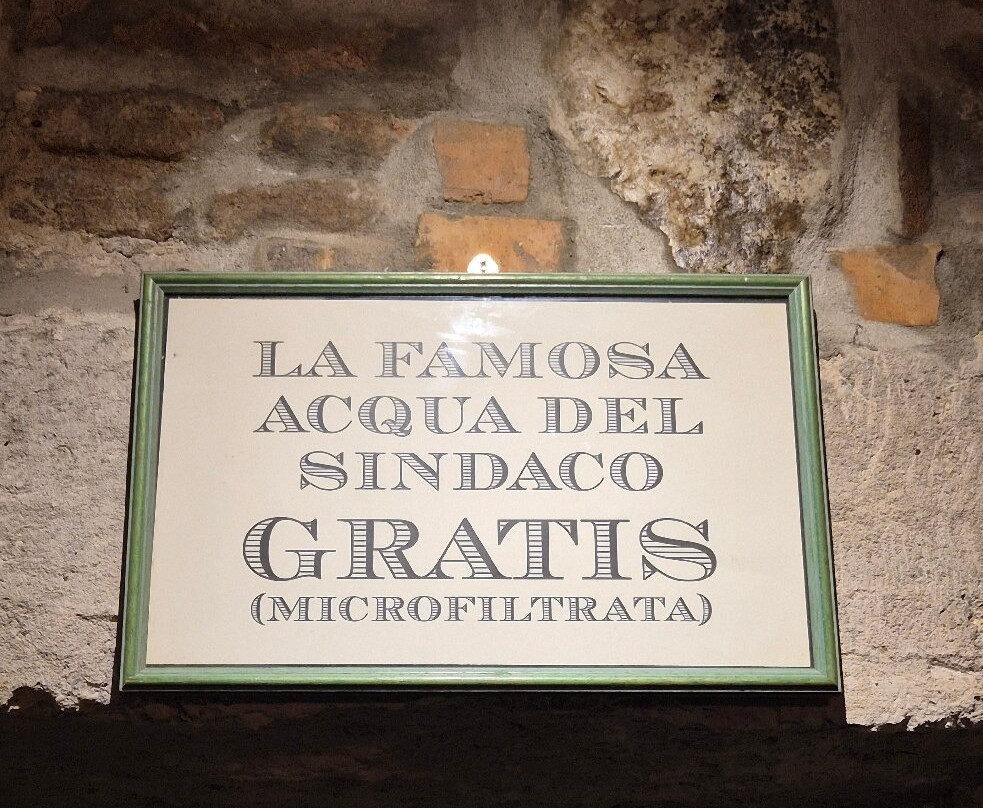 LA FAMOSA
ACQUA DEL
SINDACO
GRATIS
(MICROFILTRATA)